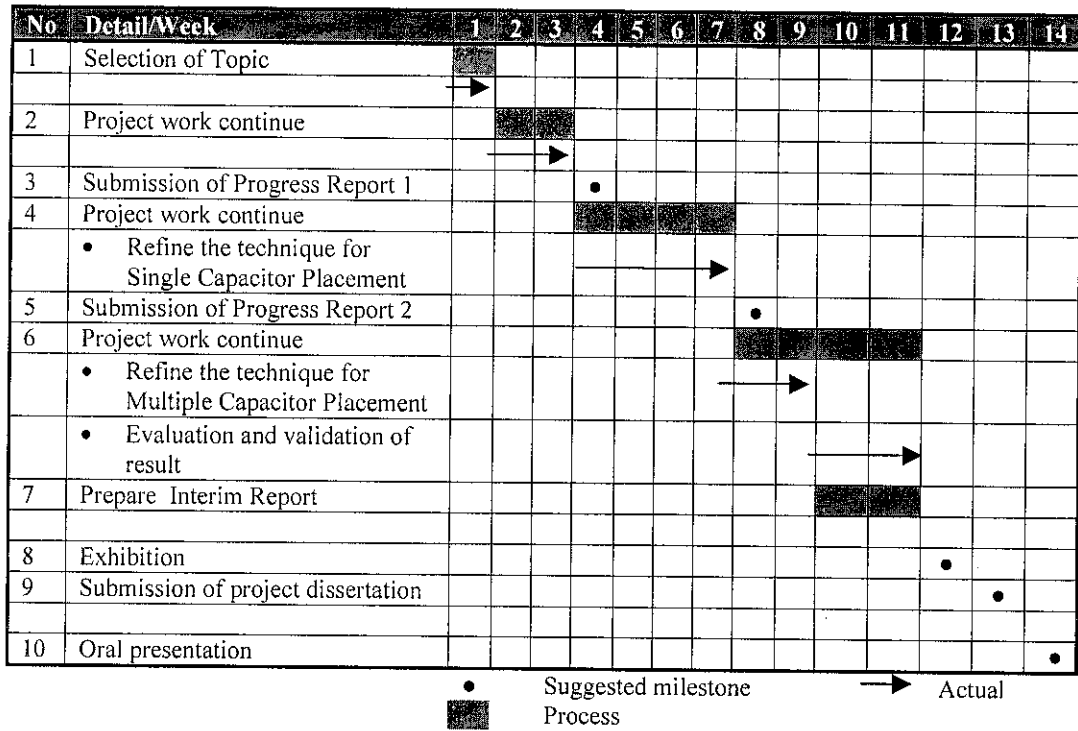 No Detail/Week 1 2 3 4 5 6 7 8 9 10 11 12 13 14
1 Selection of Topic
2 Project work continue
3 Submission of Progress Report 1
4 Project work continue
• Refine the technique for
Single Capacitor Placement
5 Submission of Progress Report 2
6 Project work continue
• Refine the technique for
Multiple Capacitor Placement
• Evaluation and validation of
result
7 Prepare Interim Report
8 Exhibition
9 Submission of project dissertation
10 Oral presentation
Suggested milestone Actual
Process